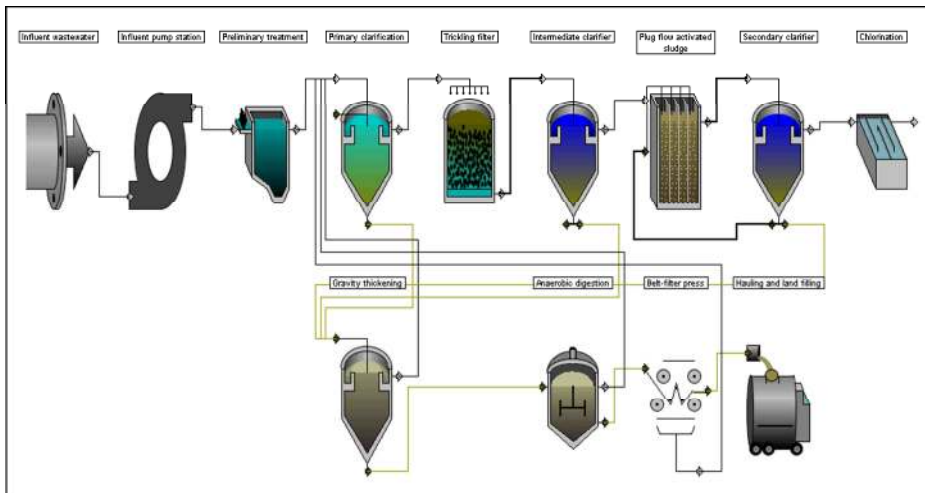 Influent wastewater
Influent pump station
Preliminary treatment
Primary clarification
Trickling filter
Intermediate clarifier
Plug flow activated
sludge
Secondary clarifier
Chlorination
Gravity thickening
Anaerobic digestion
Belt-filter press
Hauling and land filling